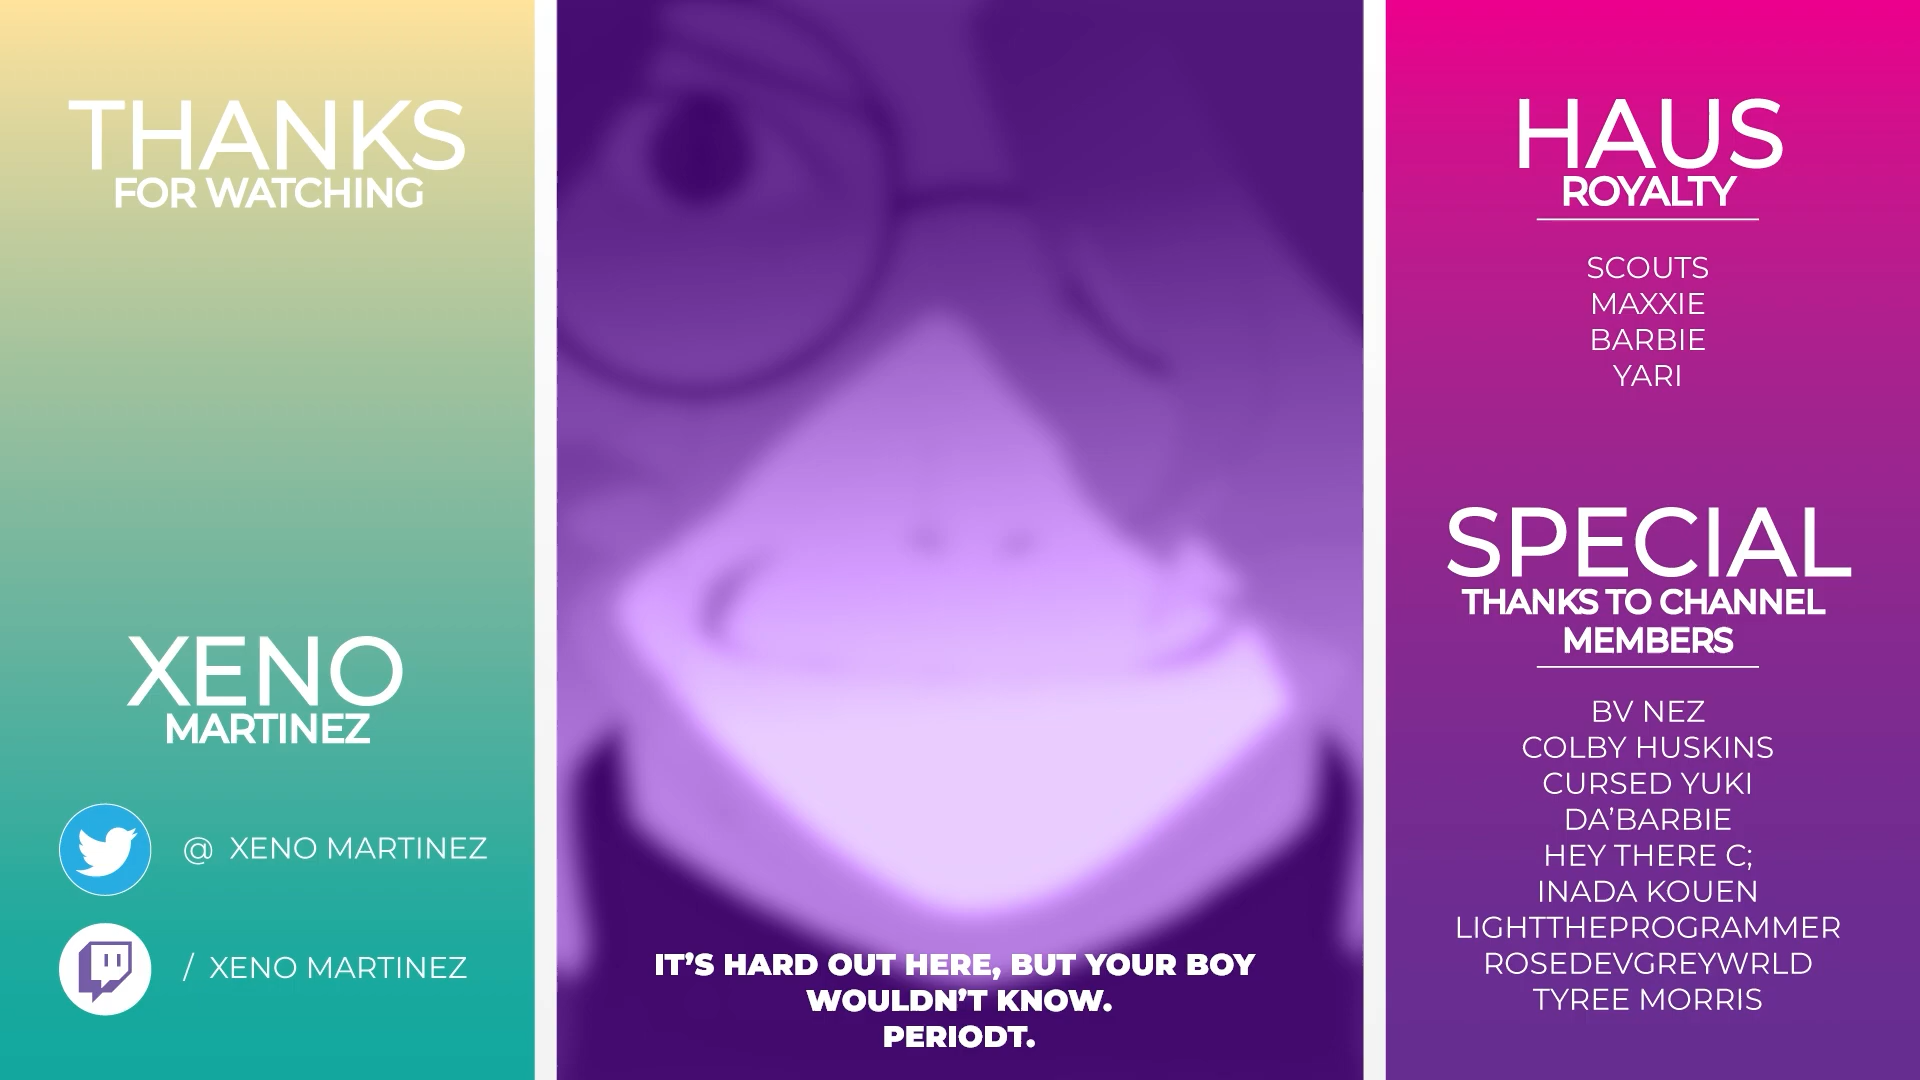 THANKS
FOR WATCHING
XENO
MARTINEZ
@ XENO MARTINEZ
/ XENO MARTINEZ
IT’S HARD OUT HERE, BUT YOUR BOY
WOULDN’T KNOW.
PERIODT.
HAUS
ROYALTY
SCOUTS
MAXXIE
BARBIE
YARI
SPECIAL
THANKS TO CHANNEL
MEMBERS
BV NEZ
COLBY HUSKINS
CURSED YUKI
DA’BARBIE
HEY THERE C;
INADA KOUEN
LIGHTTHEPROGRAMMER
ROSEDEVGREYWRLD
TYREE MORRIS